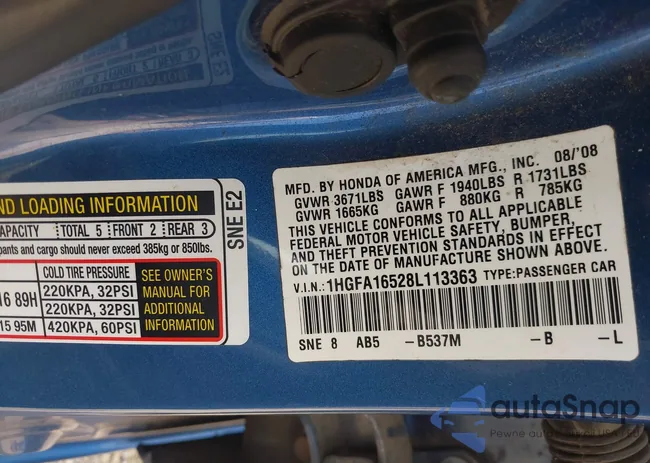 ND LOADING INFORMATION
APACITY TOTAL 5 FRONT 2 REAR 3
pants and cargo should never exceed 385kg or 850lbs.
COLD TIRE PRESSURE
16 89H 220KPA, 32PSI
220KPA, 32PSI
15 95M 420KPA, 60PSI
SEE OWNER'S
MANUAL FOR
ADDITIONAL
INFORMATION
SNE E2
MFD. BY HONDA OF AMERICA MFG., INC. 08/'08
GVWR 3671LBS GAWR F 1940LBS R 1731LBS
GVWR 1665KG GAWR F 880KG R 785KG
THIS VEHICLE CONFORMS TO ALL APPLICABLE
FEDERAL MOTOR VEHICLE SAFETY, BUMPER,
AND THEFT PREVENTION STANDARDS IN EFFECT
ON THE DATE OF MANUFACTURE SHOWN ABOVE.
V.I.N.: 1HGFA16528L113363 TYPE: PASSENGER CAR
SNE 8 AB5 -B537M -B -L
autoSnap
Pewne auto z